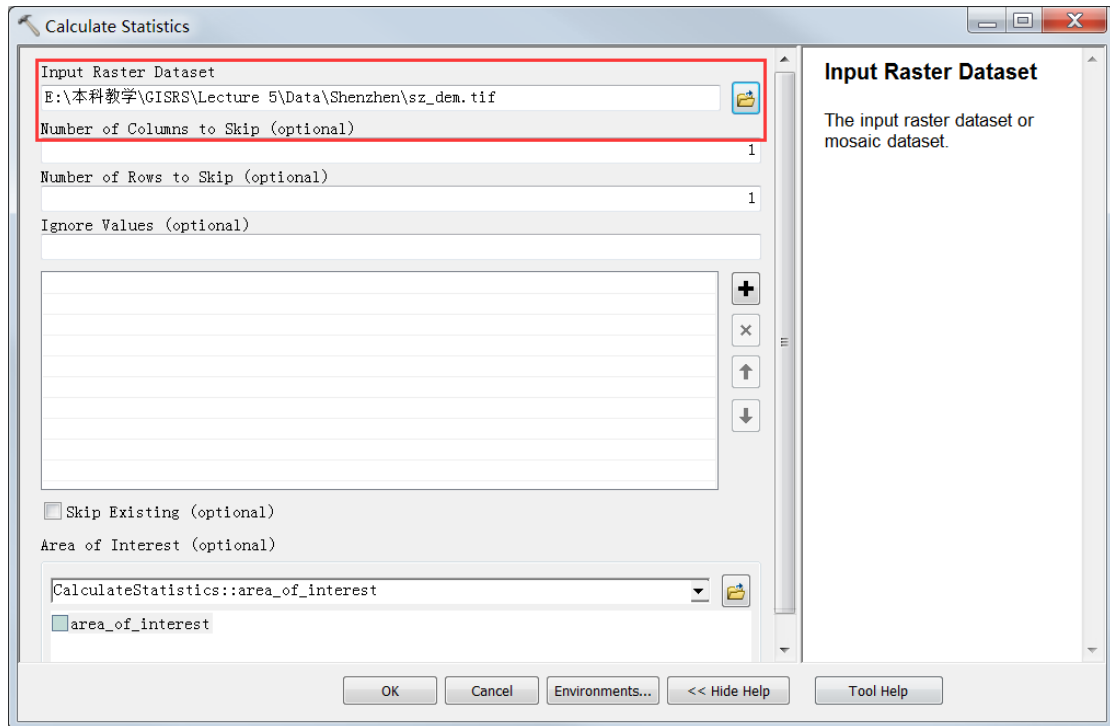 Calculate Statistics
Input Raster Dataset
E:\本科教学\GISRS\Lecture 5\Data\Shenzhen\sz_dem.tif
Number of Columns to Skip (optional)
1
Number of Rows to Skip (optional)
1
Ignore Values (optional)
Skip Existing (optional)
Area of Interest (optional)
CalculateStatistics::area_of_interest
area_of_interest
OK
Cancel
Environments...
<< Hide Help
Tool Help
Input Raster Dataset
The input raster dataset or
mosaic dataset.